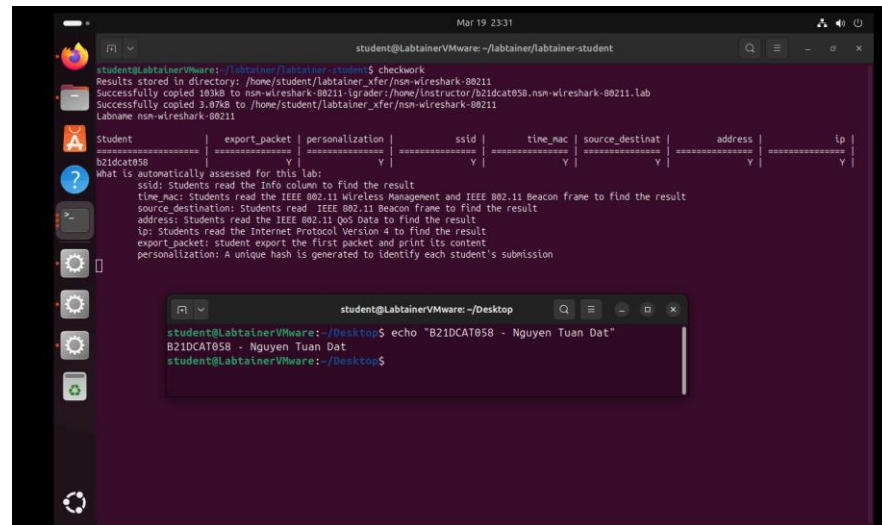 Mar 19 23:31
student@LabtainerVMware: ~/labtainer/labtainer-student
student@LabtainerVMware:~/labtainer/labtainer-student$ checkwork
Results stored in directory: /home/student/labtainer_xfer/nsm-wireshark-80211
Successfully copied 103kB to nsm-wireshark-80211-igrader:/home/instructor/b21dcat058.nsm-wireshark-80211.lab
Successfully copied 3.07kB to /home/student/labtainer_xfer/nsm-wireshark-80211
Labname nsm-wireshark-80211
Student | export_packet | personalization | ssid | time_mac | source_destinat | address | ip |
==================== | =============== | =============== | =============== | =============== | =============== | =============== | =============== |
b21dcat058 | Y | Y | Y | Y | Y | Y | Y |
What is automatically assessed for this lab:
ssid: Students read the Info column to find the result
time_mac: Students read the IEEE 802.11 Wireless Management and IEEE 802.11 Beacon frame to find the result
source_destination: Students read  IEEE 802.11 Beacon frame to find the result
address: Students read the IEEE 802.11 QoS Data to find the result
ip: Students read the Internet Protocol Version 4 to find the result
export_packet: student export the first packet and print its content
personalization: A unique hash is generated to identify each student's submission
student@LabtainerVMware: ~/Desktop
student@LabtainerVMware:~/Desktop$ echo "B21DCAT058 - Nguyen Tuan Dat"
B21DCAT058 - Nguyen Tuan Dat
student@LabtainerVMware:~/Desktop$